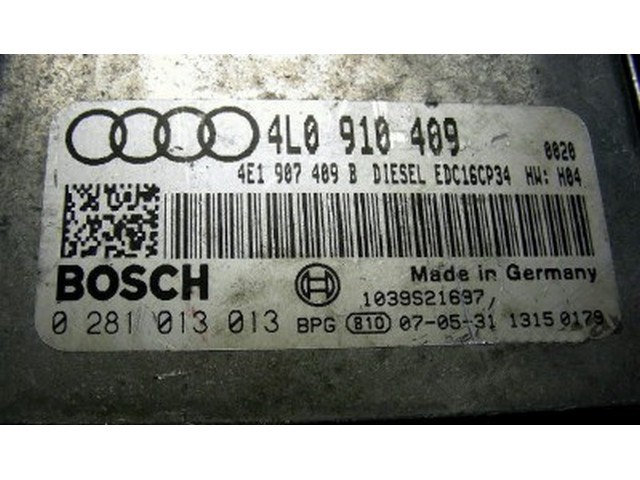 4L0 910 409 0020
4E1 907 409 B DIESEL EDC16CP34 HW: H04
BOSCH Made in Germany
1039S21697,
0 281 013 013 BPG 810 07-05-31 1315 0179